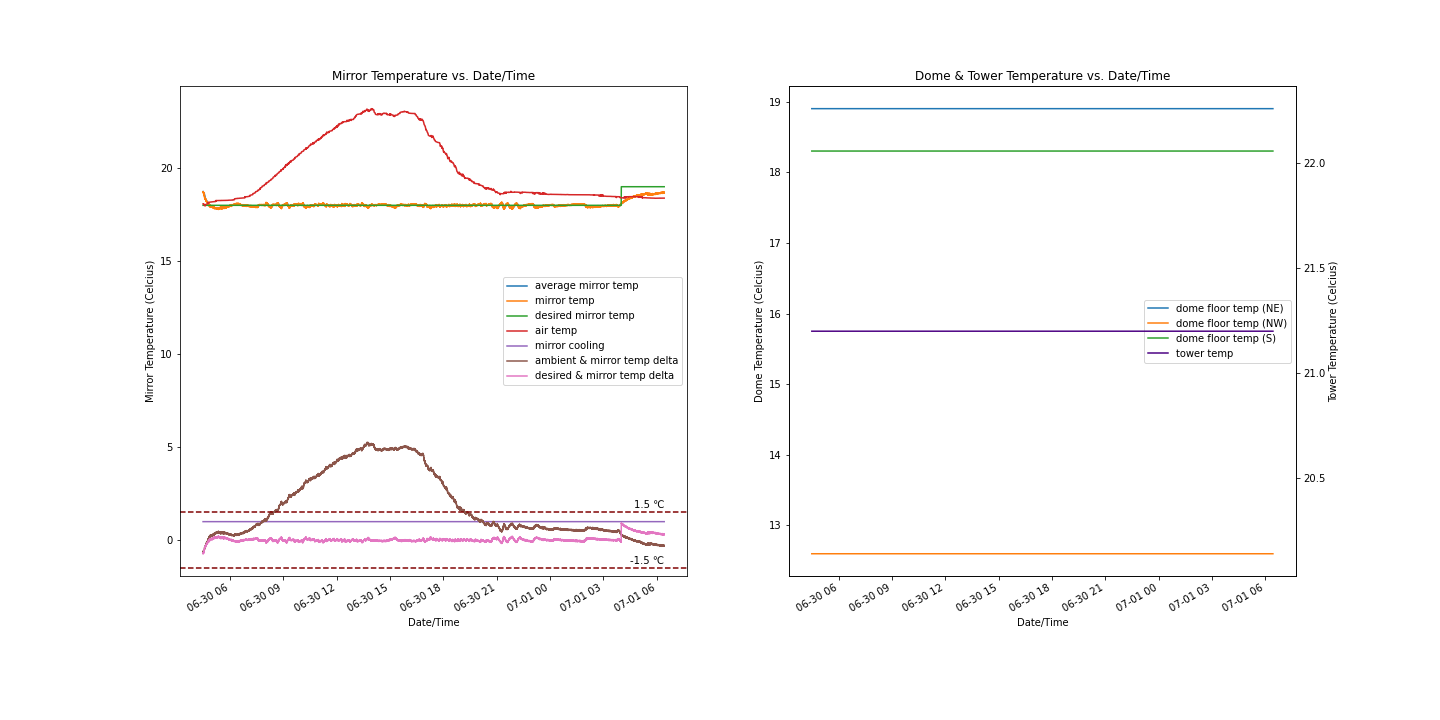 Mirror Temperature vs. Date/Time
Mirror Temperature (Celcius)
20
15
10
5
0
average mirror temp
mirror temp
desired mirror temp
air temp
mirror cooling
ambient & mirror temp delta
desired & mirror temp delta
1.5 °C
-1.5 °C
06-30 06
06-30 09
06-30 12
06-30 15
06-30 18
06-30 21
07-01 00
07-01 03
07-01 06
Date/Time
Dome & Tower Temperature vs. Date/Time
Dome Temperature (Celcius)
19
18
17
16
15
14
13
dome floor temp (NE)
dome floor temp (NW)
dome floor temp (S)
tower temp
22.0
21.5
21.0
20.5
Tower Temperature (Celcius)
06-30 06
06-30 09
06-30 12
06-30 15
06-30 18
06-30 21
07-01 00
07-01 03
07-01 06
Date/Time